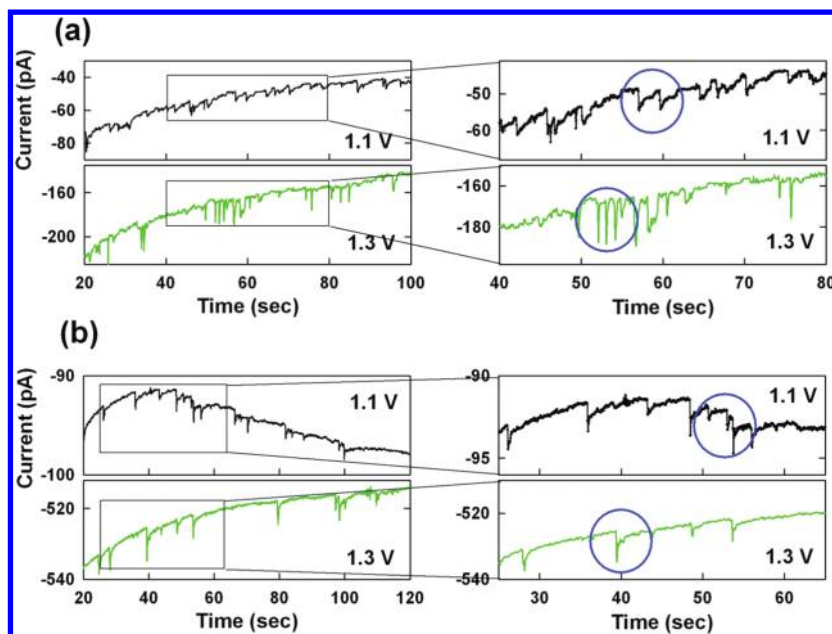 (a)
Current (pA)
-40
-60
-80
1.1 V
-50
-60
1.1 V
-160
-200
1.3 V
-160
-180
1.3 V
20 40 60 80 100
40 50 60 70 80
Time (sec)
Time (sec)
(b)
Current (pA)
-90
-100
1.1 V
-90
-95
1.1 V
-520
-540
1.3 V
-520
-540
1.3 V
20 40 60 80 100 120
30 40 50 60
Time (sec)
Time (sec)